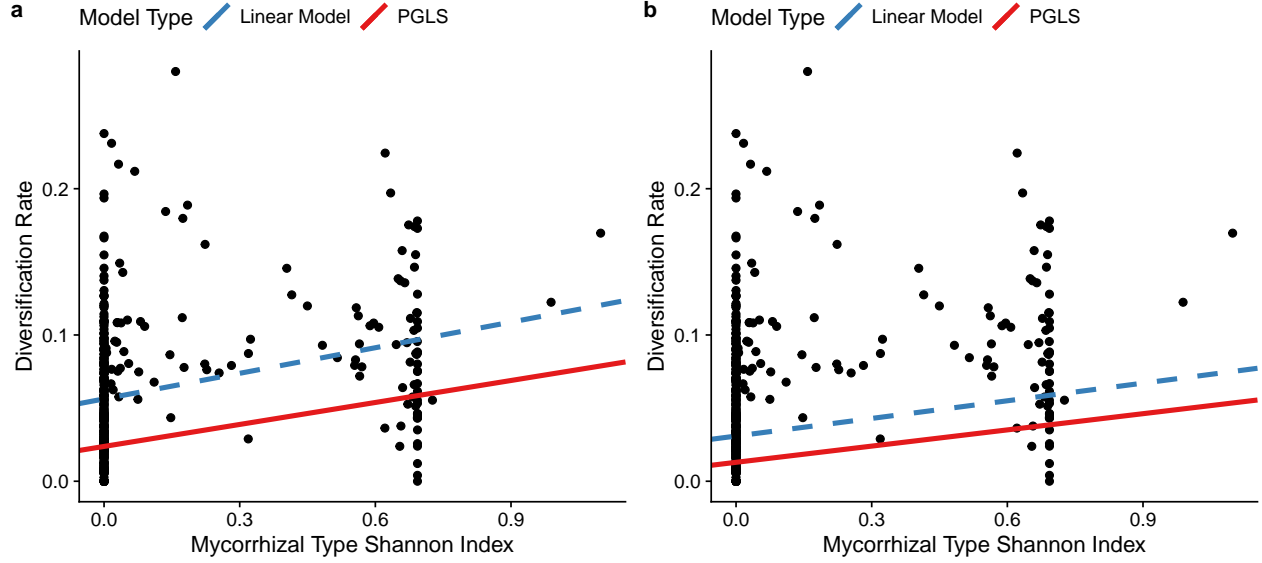 a
Model Type Linear Model PGLS
Diversification Rate
0.2
0.1
0.0
0.0 0.3 0.6 0.9
Mycorrhizal Type Shannon Index
b
Model Type Linear Model PGLS
Diversification Rate
0.2
0.1
0.0
0.0 0.3 0.6 0.9
Mycorrhizal Type Shannon Index